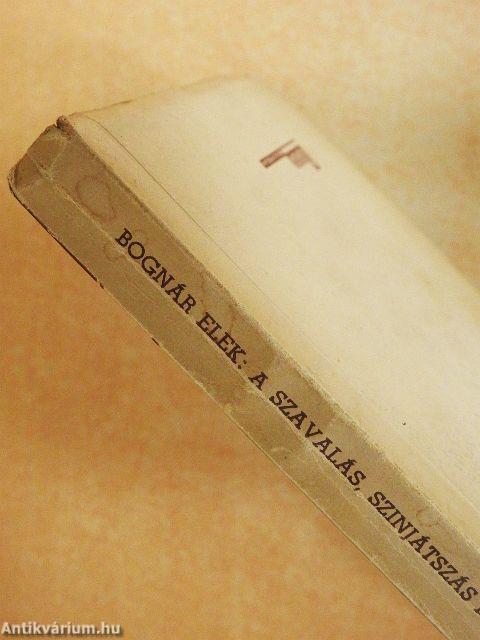 BOGNÁR ELEK: A SZAVALÁS, SZINJÁTSZÁS
Antikvárium.hu